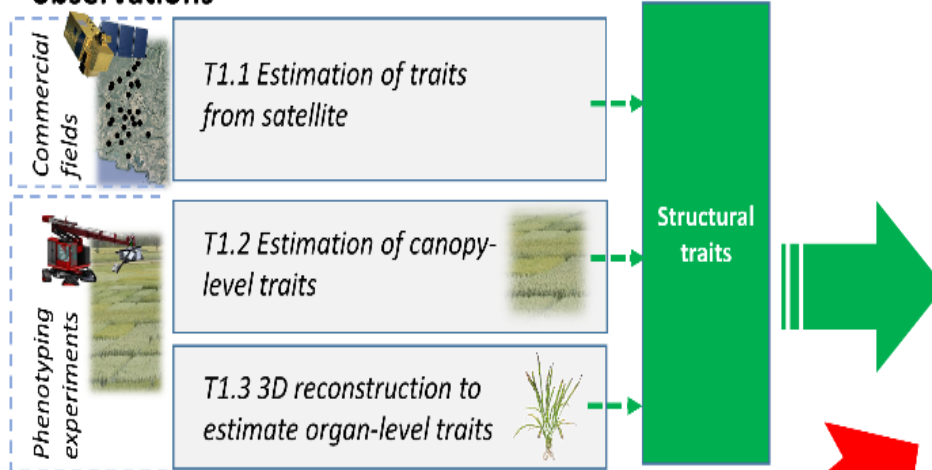 Observations
Commercial
fields
T1.1 Estimation of traits
from satellite
Phenotyping
experiments
T1.2 Estimation of canopy-
level traits
T1.3 3D reconstruction to
estimate organ-level traits
Structural
traits